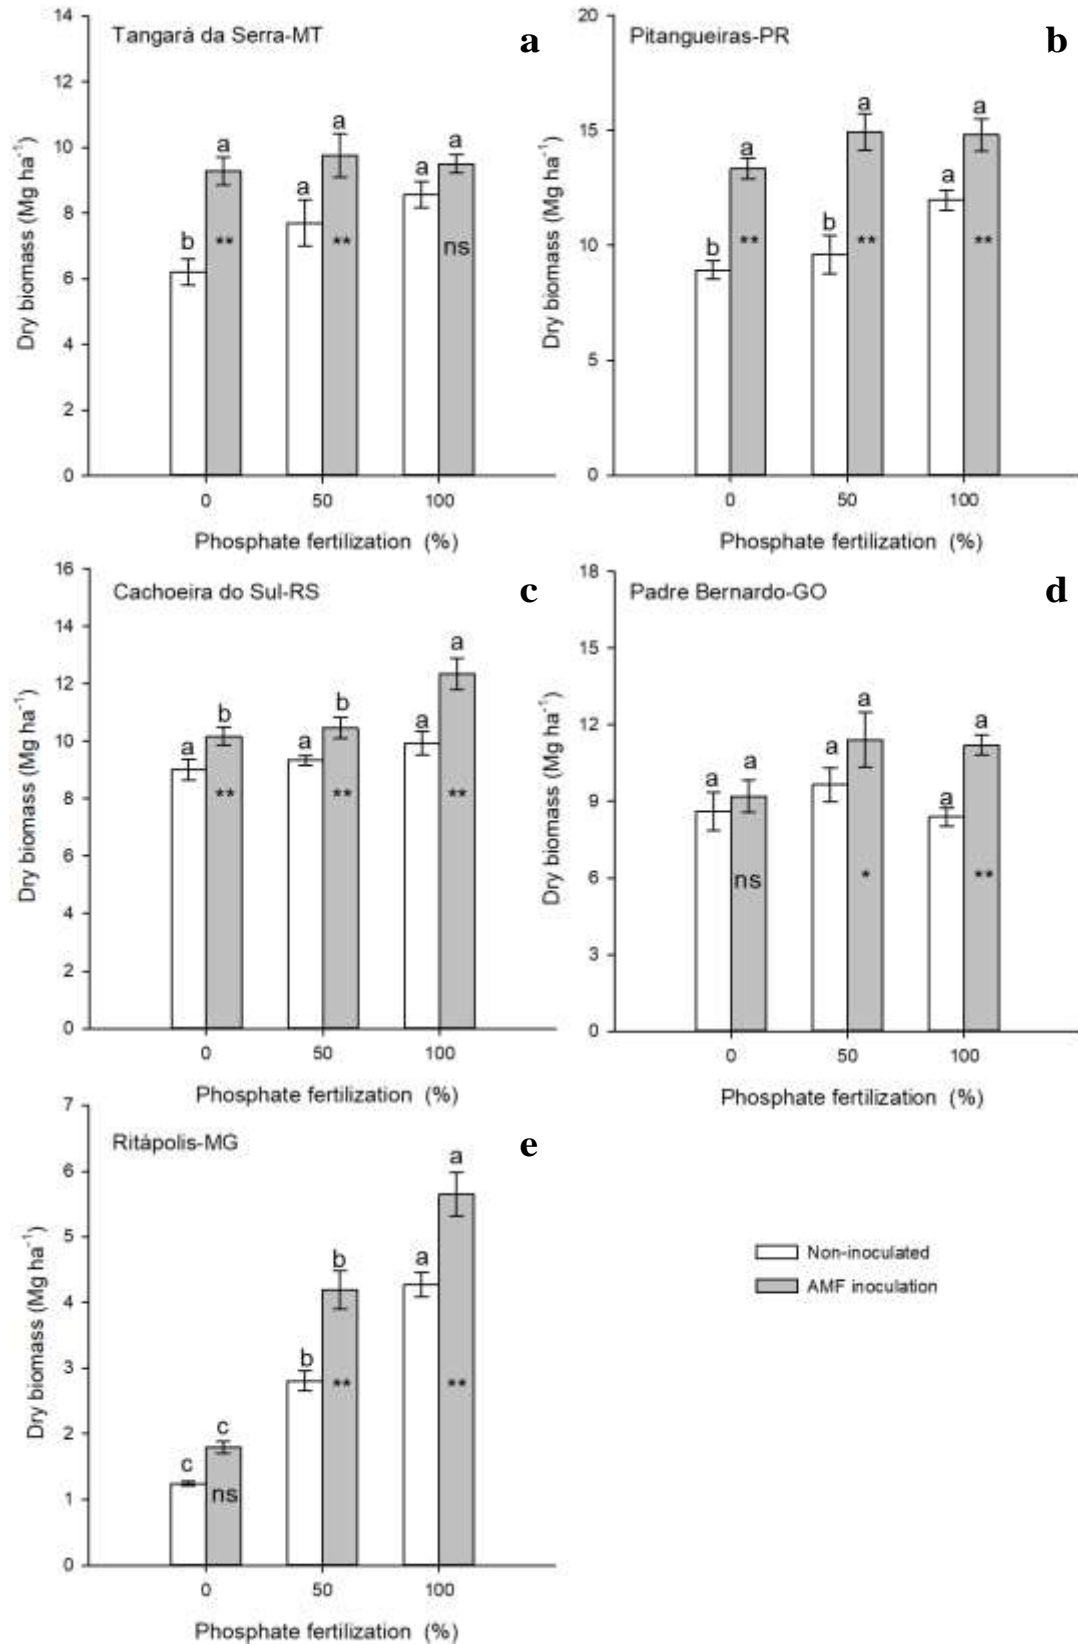 Tangará da Serra-MT
a
Dry biomass (Mg ha⁻¹)
14
12
10
8
6
4
2
0
b
a
a
a
a
a
**
**
ns
0
50
100
Phosphate fertilization (%)
Pitangueiras-PR
b
Dry biomass (Mg ha⁻¹)
20
15
10
5
0
b
a
b
a
a
a
**
**
**
0
50
100
Phosphate fertilization (%)
Cachoeira do Sul-RS
c
Dry biomass (Mg ha⁻¹)
16
14
12
10
8
6
4
2
0
a
b
a
b
a
a
**
**
**
0
50
100
Phosphate fertilization (%)
Padre Bernardo-GO
d
Dry biomass (Mg ha⁻¹)
18
15
12
9
6
3
0
a
a
a
a
a
a
ns
*
**
0
50
100
Phosphate fertilization (%)
Ritápolis-MG
e
Dry biomass (Mg ha⁻¹)
7
6
5
4
3
2
1
0
c
c
b
b
a
a
ns
**
**
0
50
100
Phosphate fertilization (%)
Non-inoculated
AMF inoculation